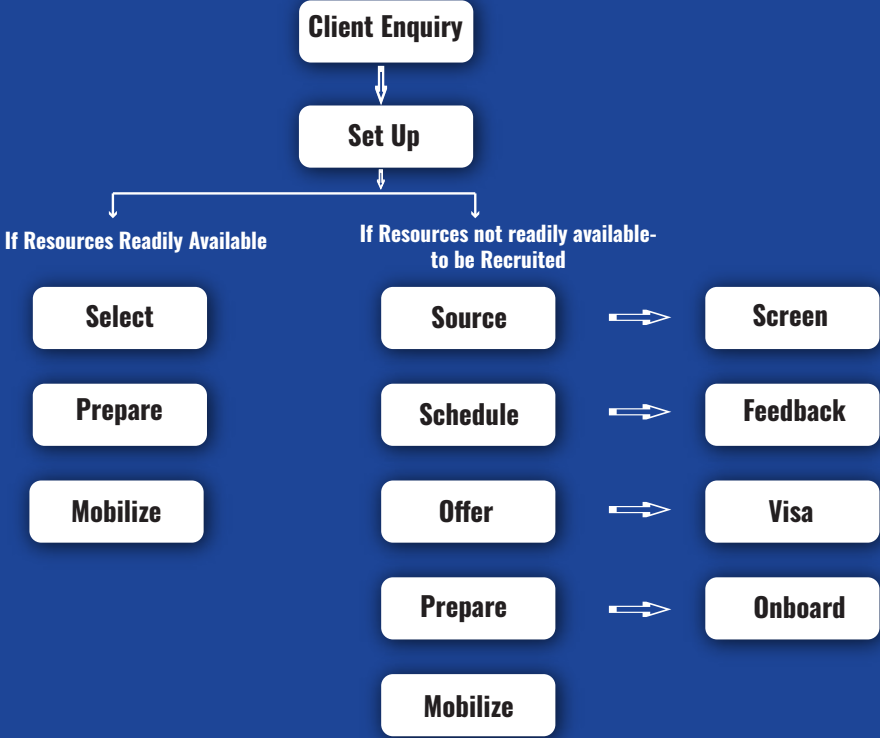 Client Enquiry
Set Up
If Resources Readily Available
If Resources not readily available-
to be Recruited
Select
Source
Screen
Prepare
Schedule
Feedback
Mobilize
Offer
Visa
Prepare
Onboard
Mobilize